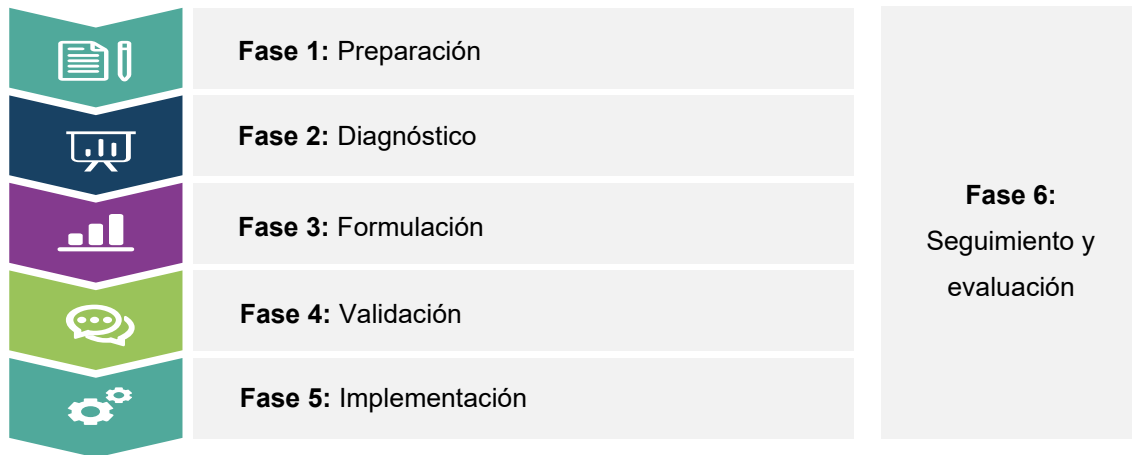 Fase 1: Preparación
Fase 2: Diagnóstico
Fase 3: Formulación
Fase 4: Validación
Fase 5: Implementación
Fase 6:
Seguimiento y
evaluación